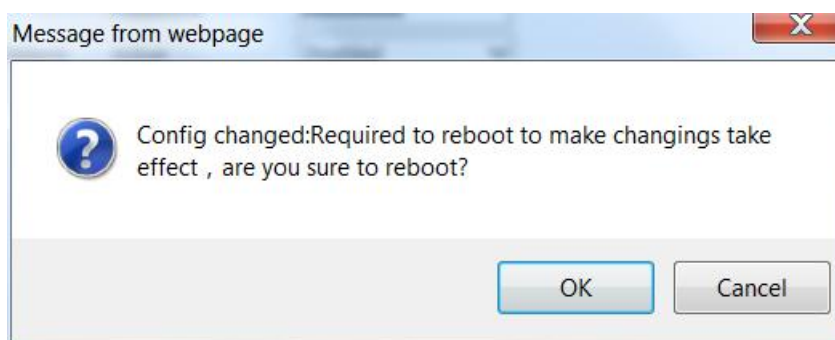 Message from webpage
X
Config changed:Required to reboot to make changings take
effect , are you sure to reboot?
OK
Cancel